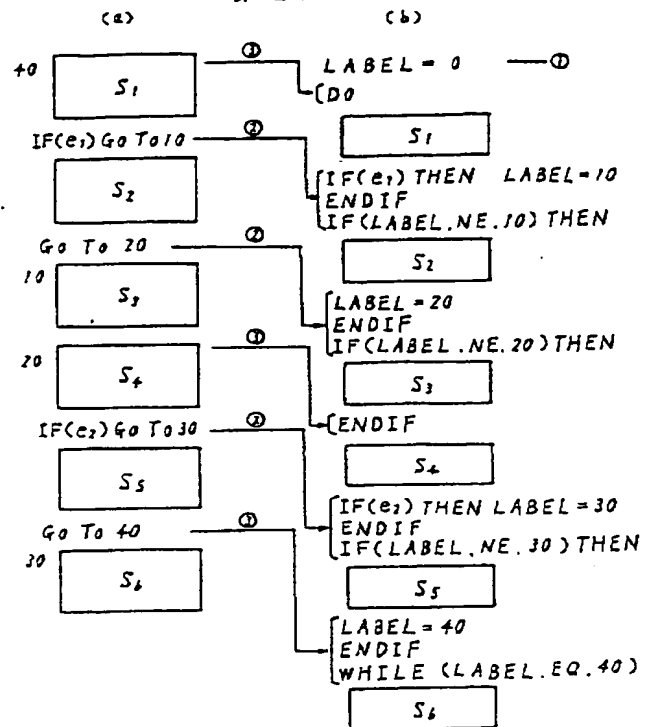 (a)
40
S1
IF(e1) Go To 10
S2
Go To 20
10
S3
20
S4
IF(e2) Go To 30
S5
Go To 40
30
S6
(b)
①
LABEL = 0
DO
S1
②
IF(e1) THEN LABEL=10
ENDIF
IF(LABEL.NE.10) THEN
S2
②
LABEL=20
ENDIF
IF(LABEL.NE.20) THEN
S3
ENDIF
S4
IF(e2) THEN LABEL=30
ENDIF
IF(LABEL.NE.30) THEN
S5
LABEL=40
ENDIF
WHILE (LABEL.EQ.40)
S6